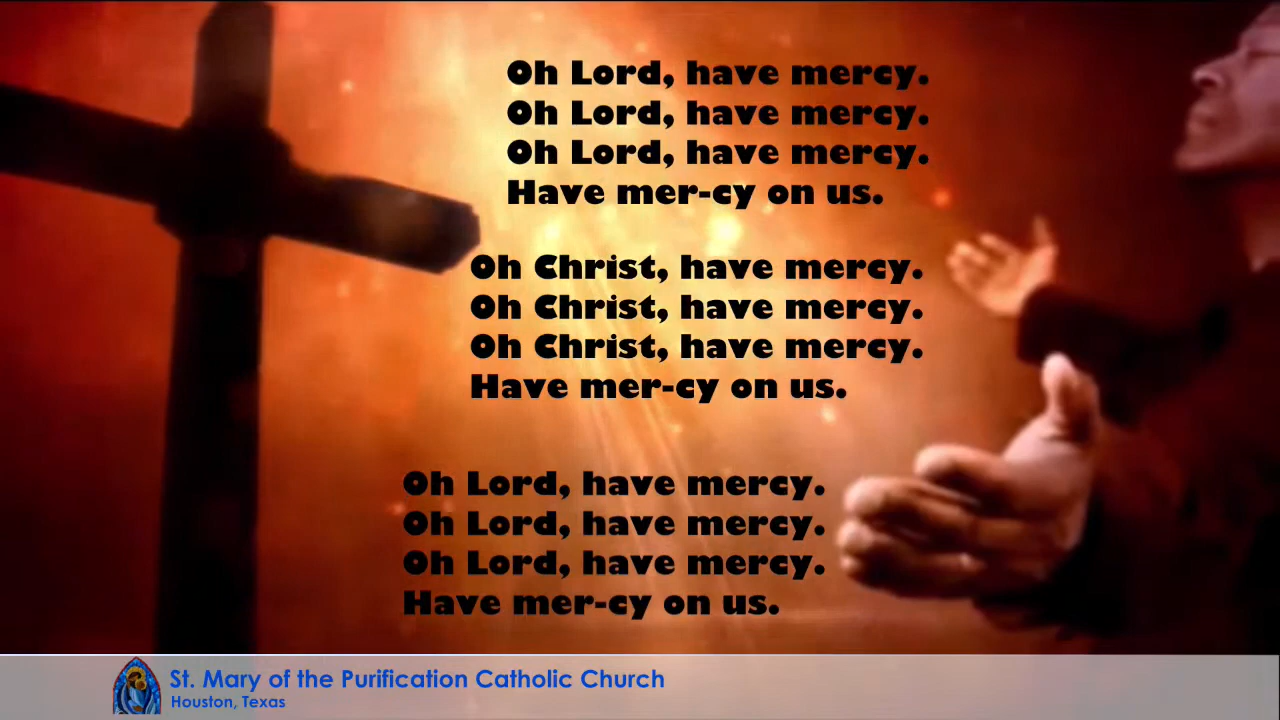 Oh Lord, have mercy.
Oh Lord, have mercy.
Oh Lord, have mercy.
Have mer-cy on us.
Oh Christ, have mercy.
Oh Christ, have mercy.
Oh Christ, have mercy.
Have mer-cy on us.
Oh Lord, have mercy.
Oh Lord, have mercy.
Oh Lord, have mercy.
Have mer-cy on us.
St. Mary of the Purification Catholic Church
Houston, Texas